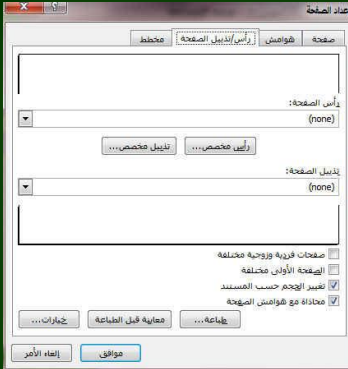 عداد الصفحة
صفحة هوامش رأس/تذييل الصفحة مخطط
رأس الصفحة:
(none)
رأس مخصص... تذييل مخصص...
تذييل الصفحة:
(none)
صفحات فردية وزوجية مختلفة
الصفحة الأولى مختلفة
تغيير الحجم حسب المستند
محاذاة مع هوامش الصفحة
طباعة... معاينة قبل الطباعة خيارات...
موافق إلغاء الأمر